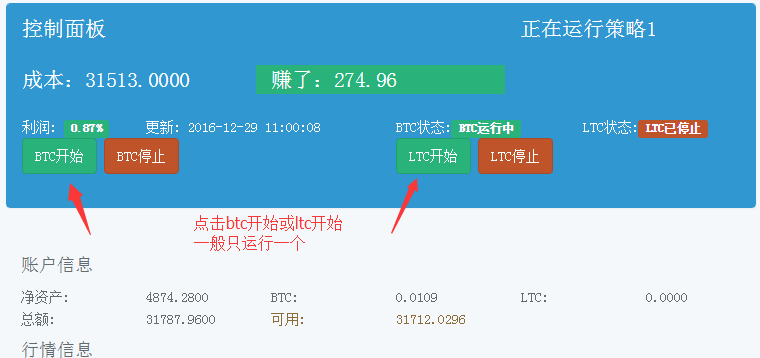 控制面板 正在运行策略1
成本: 31513.0000 赚了: 274.96
利润: 0.87% 更新: 2016-12-29 11:00:08 BTC状态: BTC运行中 LTC状态: LTC已停止
BTC开始 BTC停止 LTC开始 LTC停止
点击btc开始或ltc开始
一般只运行一个
账户信息
净资产: 4874.2800 BTC: 0.0109 LTC: 0.0000
总额: 31787.9600 可用: 31712.0296
行情信息